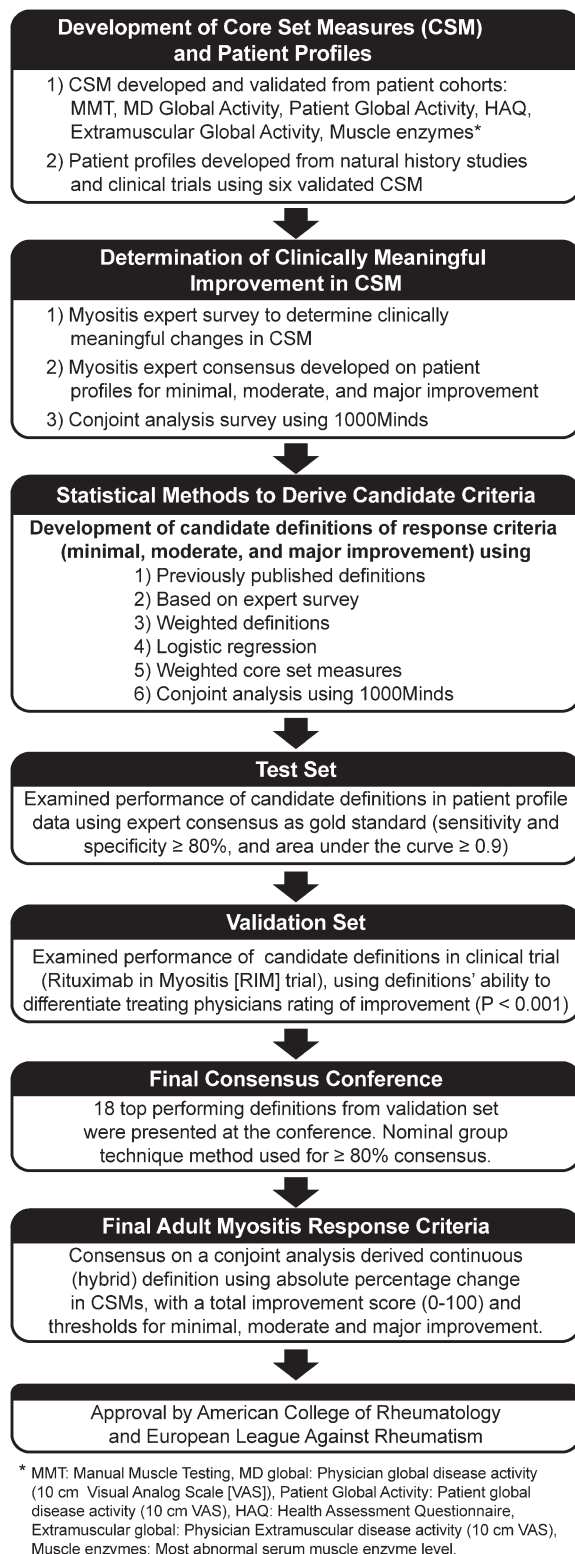 Development of Core Set Measures (CSM)
and Patient Profiles
1) CSM developed and validated from patient cohorts:
MMT, MD Global Activity, Patient Global Activity, HAQ,
Extramuscular Global Activity, Muscle enzymes*
2) Patient profiles developed from natural history studies
and clinical trials using six validated CSM
Determination of Clinically Meaningful
Improvement in CSM
1) Myositis expert survey to determine clinically
meaningful changes in CSM
2) Myositis expert consensus developed on patient
profiles for minimal, moderate, and major improvement
3) Conjoint analysis survey using 1000Minds
Statistical Methods to Derive Candidate Criteria
Development of candidate definitions of response criteria
(minimal, moderate, and major improvement) using
1) Previously published definitions
2) Based on expert survey
3) Weighted definitions
4) Logistic regression
5) Weighted core set measures
6) Conjoint analysis using 1000Minds
Test Set
Examined performance of candidate definitions in patient profile
data using expert consensus as gold standard (sensitivity and
specificity ≥ 80%, and area under the curve ≥ 0.9)
Validation Set
Examined performance of candidate definitions in clinical trial
(Rituximab in Myositis [RIM] trial), using definitions' ability to
differentiate treating physicians rating of improvement (P < 0.001)
Final Consensus Conference
18 top performing definitions from validation set
were presented at the conference. Nominal group
technique method used for ≥ 80% consensus.
Final Adult Myositis Response Criteria
Consensus on a conjoint analysis derived continuous
(hybrid) definition using absolute percentage change
in CSMs, with a total improvement score (0-100) and
thresholds for minimal, moderate and major improvement.
Approval by American College of Rheumatology
and European League Against Rheumatism
* MMT: Manual Muscle Testing, MD global: Physician global disease activity
(10 cm Visual Analog Scale [VAS]), Patient Global Activity: Patient global
disease activity (10 cm VAS), HAQ: Health Assessment Questionnaire,
Extramuscular global: Physician Extramuscular disease activity (10 cm VAS),
Muscle enzymes: Most abnormal serum muscle enzyme level.